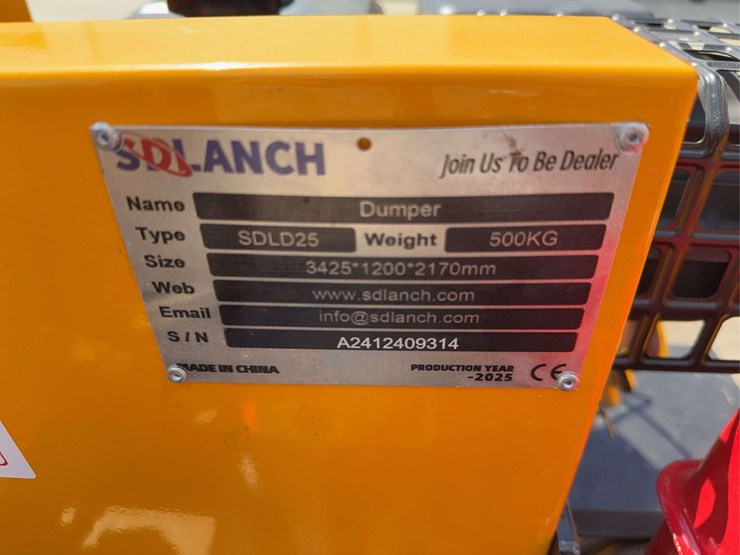 SDLANCH
Join Us To Be Dealer
Name Dumper
Type SDLD25 Weight 500KG
Size 3425*1200*2170mm
Web www.sdlanch.com
Email info@sdlanch.com
S/N A2412409314
MADE IN CHINA PRODUCTION YEAR
-2025 CE